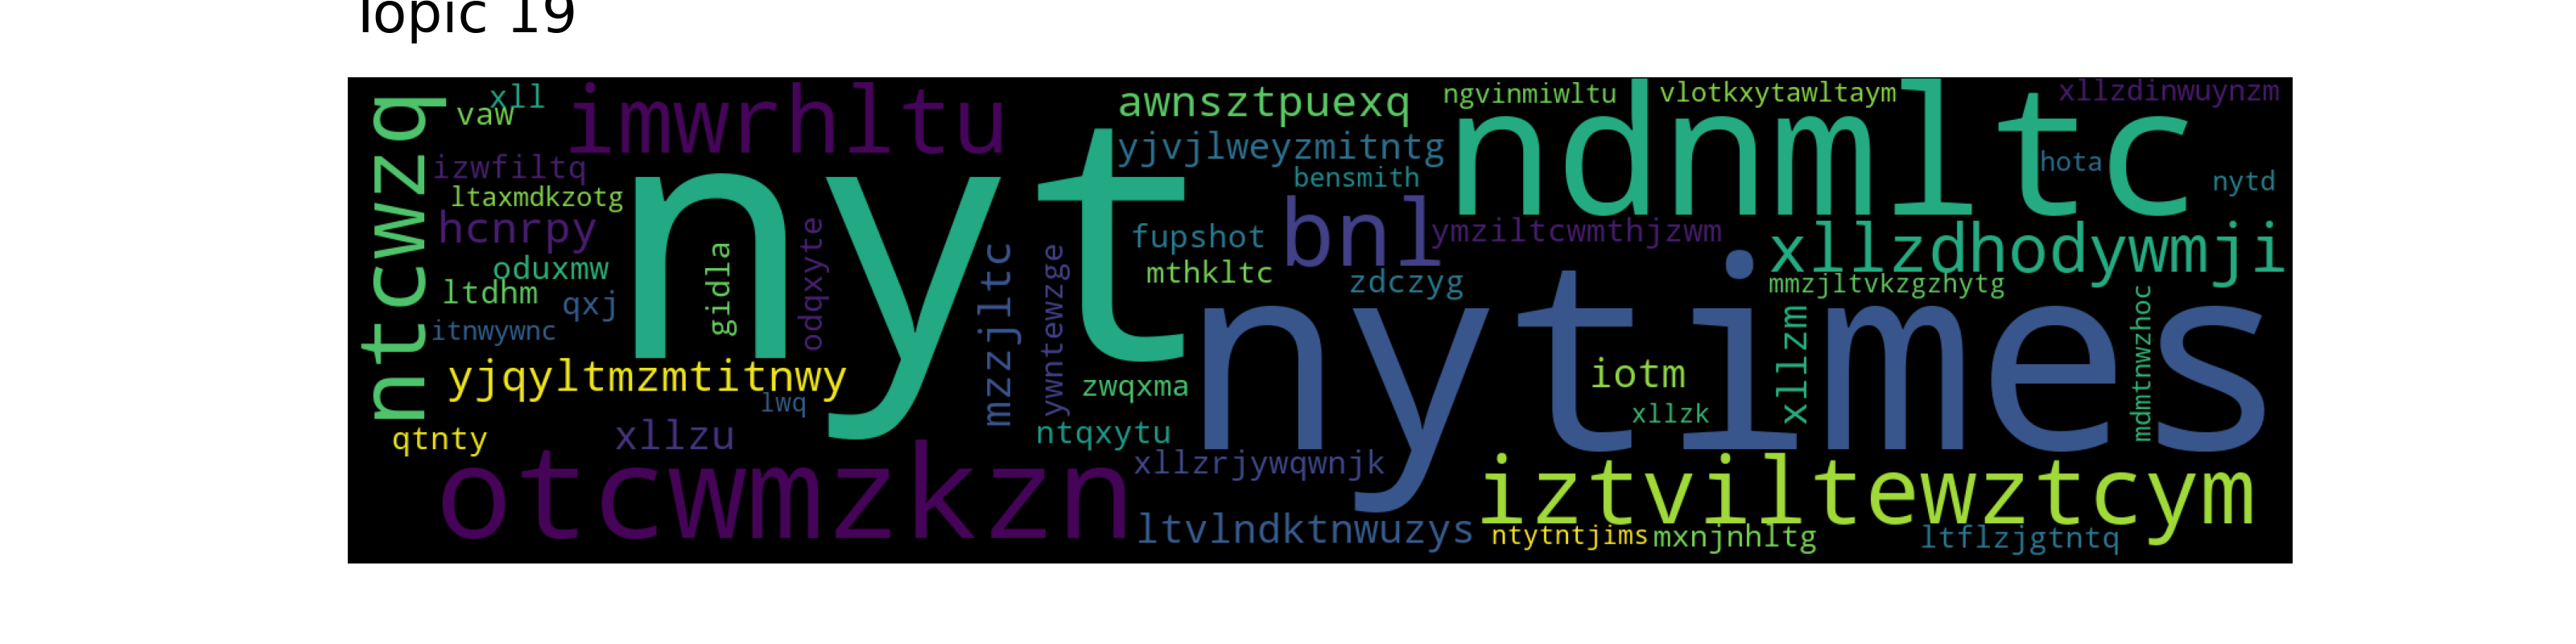 Topic 19
ntcwzq
xll
vaw
imwrhltu
awnsztpuexq
ngvinmiwltu
vlotkxytawltaym
xllzdinwuynzm
izwfiltq
ltaxmdkzotg
hcnrpy
nyt
yjvjlweyzmitntg
bensmith
ndnmltc
hota
nytd
oduxmw
ltdhm
qxj
itnwywnc
gidla
odqxyte
mzzjltc
ywntewzge
fupshot
mthkltc
bnl
zdczyg
ymziltcwmthjzwm
xllzdhodywmji
mmzjltvkzgzhytg
yjqyltmzmtitnwy
lwq
zwqxma
nytimes
iotm
xllzk
xllzm
mdmtnwzhoc
qtnty
xllzu
ntqxytu
otcwmzkzn
xllzrjywqwnjk
iztviltewztcym
ltvlndktnwuzys
ntytntjims
mxnjnhltg
ltflzjgtntq